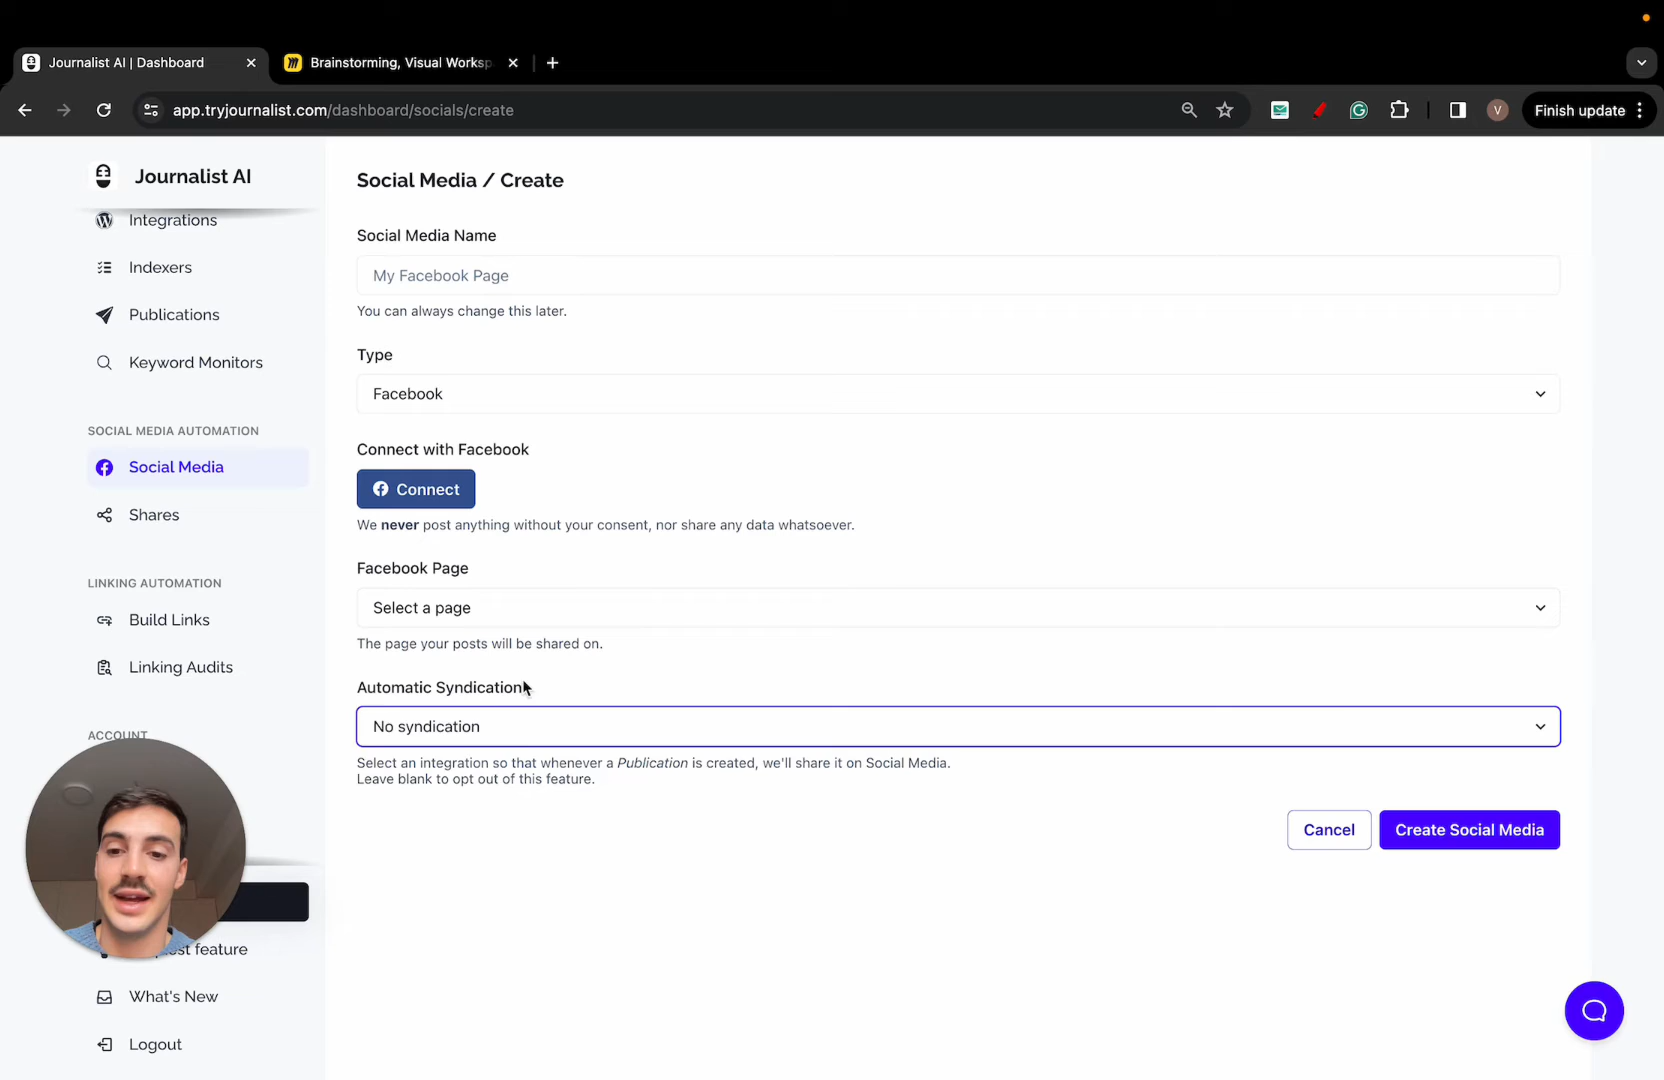 Journalist AI | Dashboard
Brainstorming, Visual Worksp
app.tryjournalist.com/dashboard/socials/create
V
Finish update
Journalist AI
Integrations
Indexers
Publications
Keyword Monitors
SOCIAL MEDIA AUTOMATION
Social Media
Shares
LINKING AUTOMATION
Build Links
Linking Audits
ACCOUNT
feature
What's New
Logout
Social Media / Create
Social Media Name
My Facebook Page
You can always change this later.
Type
Facebook
Connect with Facebook
Connect
We never post anything without your consent, nor share any data whatsoever.
Facebook Page
Select a page
The page your posts will be shared on.
Automatic Syndication
No syndication
Select an integration so that whenever a Publication is created, we'll share it on Social Media.
Leave blank to opt out of this feature.
Cancel
Create Social Media